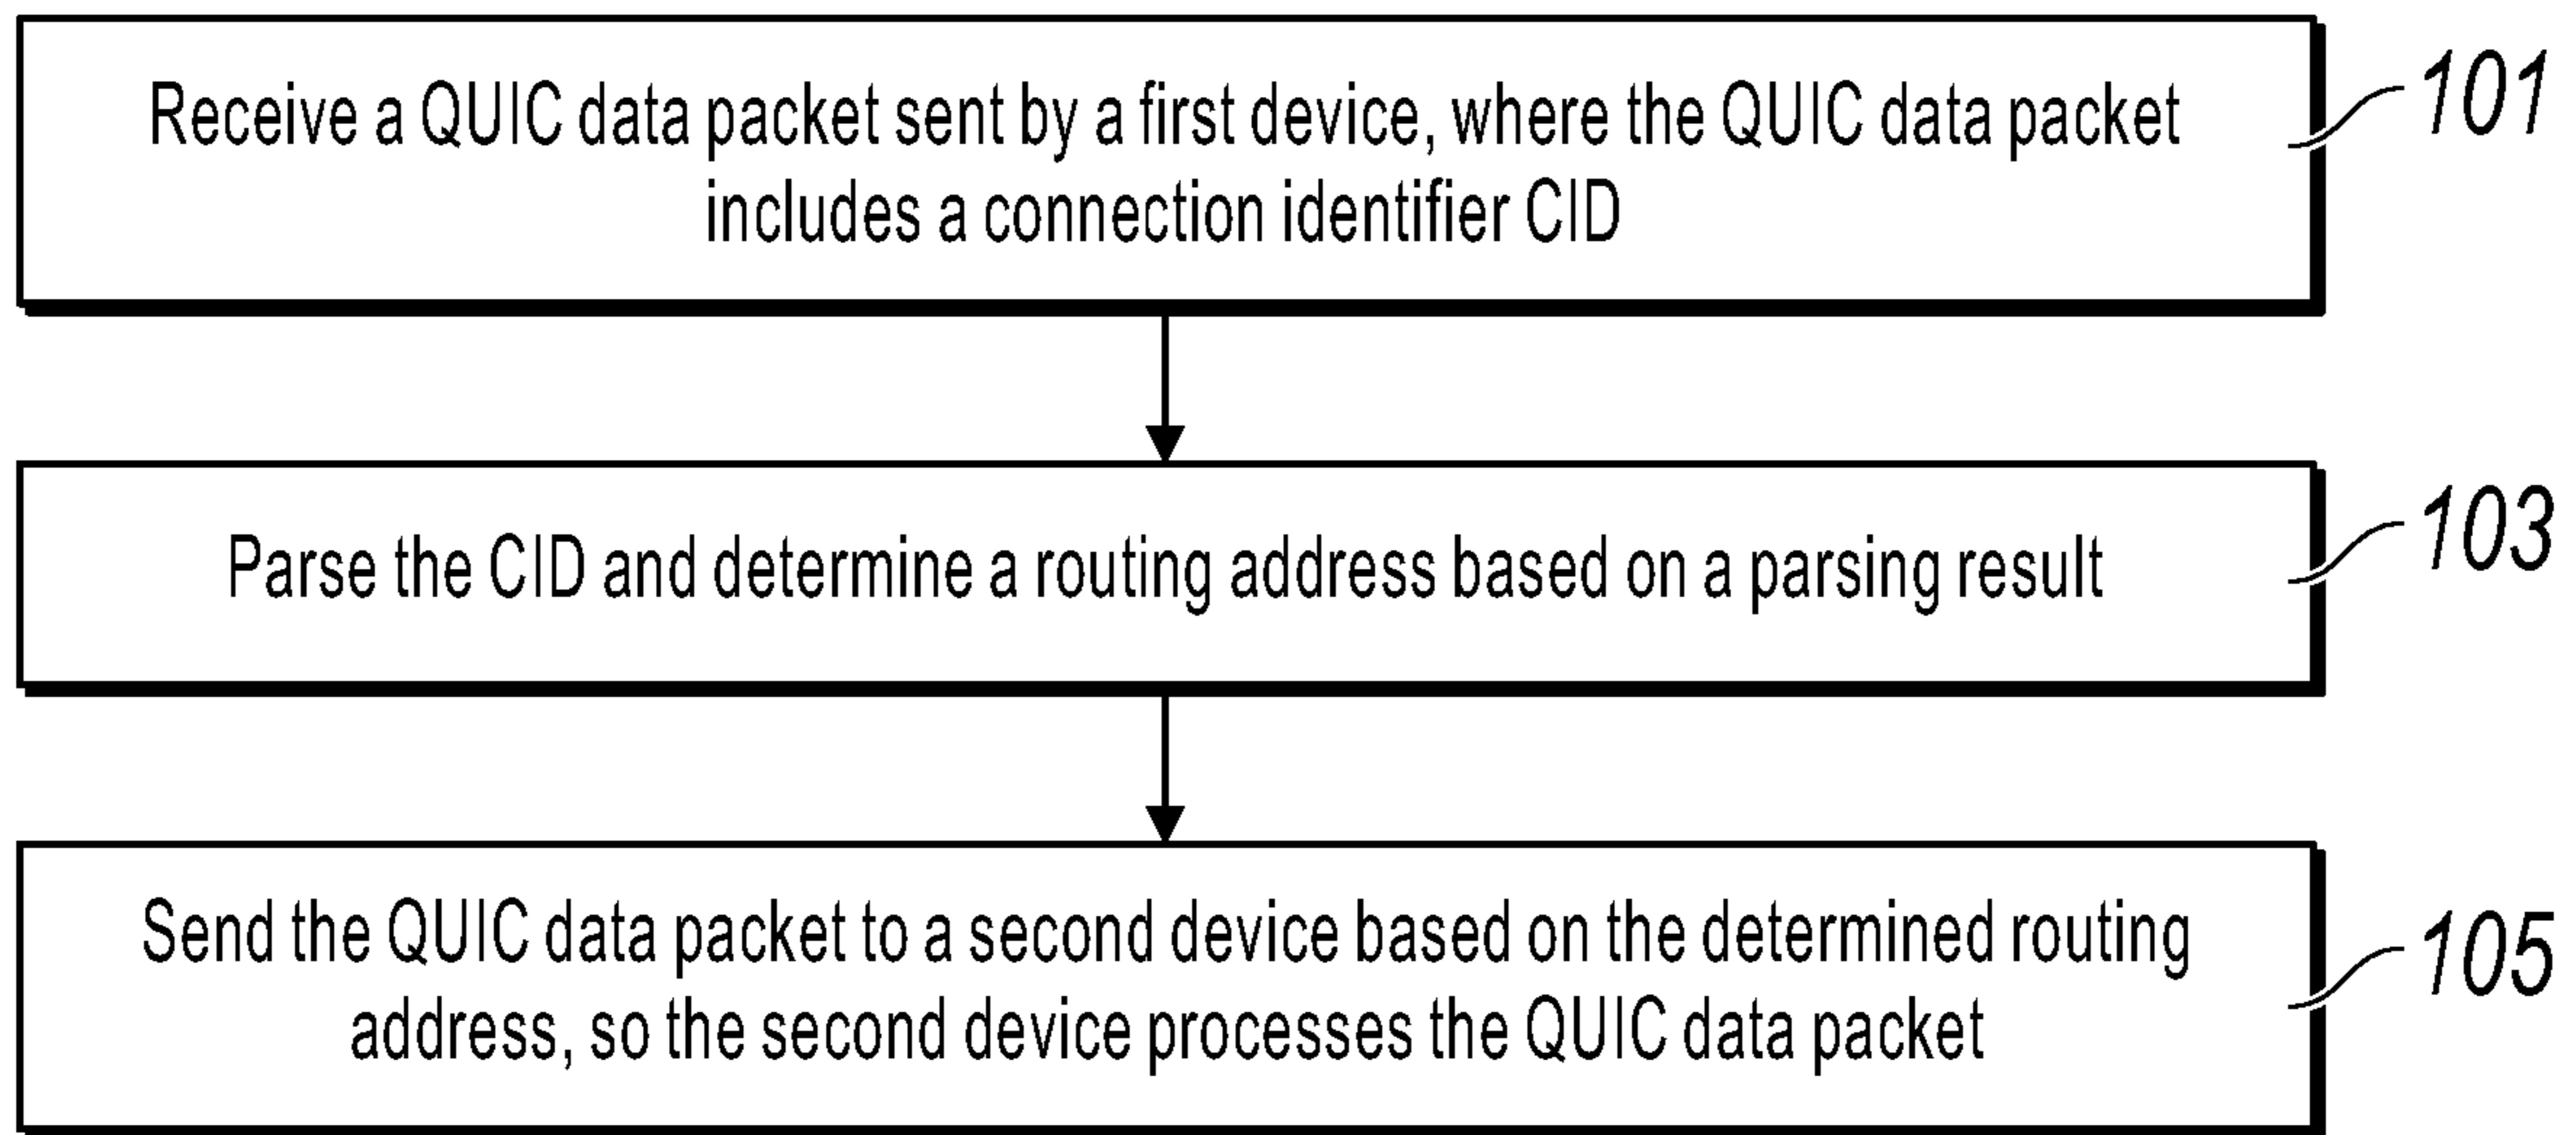 Receive a QUIC data packet sent by a first device, where the QUIC data packet
includes a connection identifier CID
101
Parse the CID and determine a routing address based on a parsing result
103
Send the QUIC data packet to a second device based on the determined routing
address, so the second device processes the QUIC data packet
105